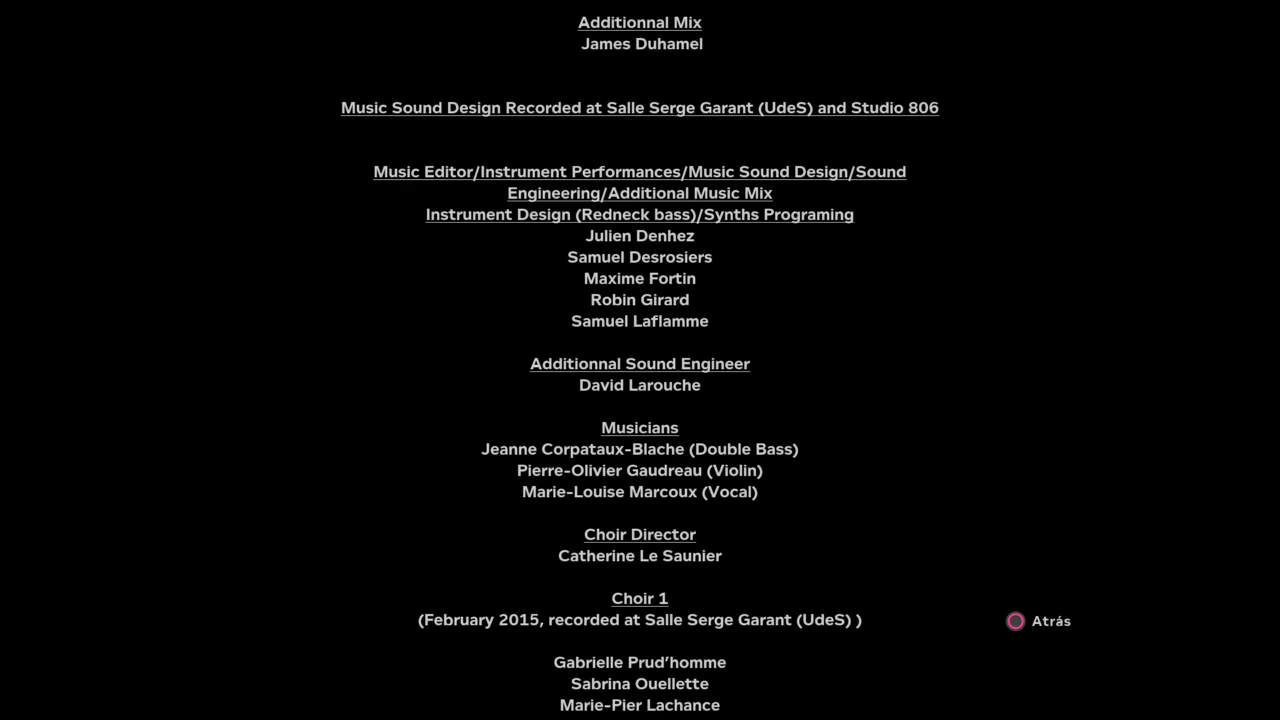 Additionnal Mix
James Duhamel
Music Sound Design Recorded at Salle Serge Garant (UdeS) and Studio 806
Music Editor/Instrument Performances/Music Sound Design/Sound
Engineering/Additional Music Mix
Instrument Design (Redneck bass)/Synths Programing
Julien Denhez
Samuel Desrosiers
Maxime Fortin
Robin Girard
Samuel Laflamme
Additionnal Sound Engineer
David Larouche
Musicians
Jeanne Corpataux-Blache (Double Bass)
Pierre-Olivier Gaudreau (Violin)
Marie-Louise Marcoux (Vocal)
Choir Director
Catherine Le Saunier
Choir 1
(February 2015, recorded at Salle Serge Garant (UdeS) )
Atrás
Gabrielle Prud’homme
Sabrina Ouellette
Marie-Pier Lachance